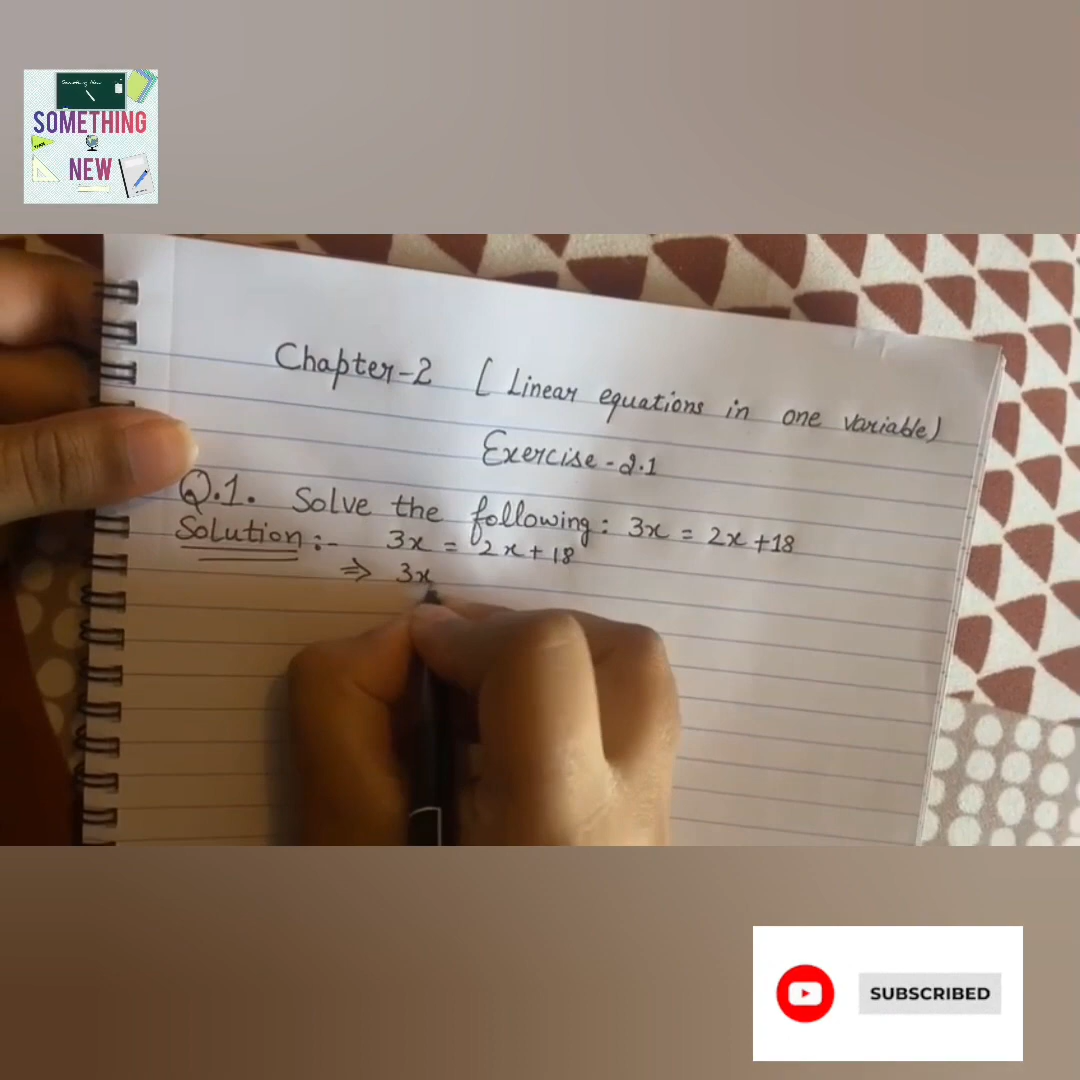 SOMETHING
NEW
Chapter-2 [ Linear equations in one variable)
Exercise-2.1
Q.1. Solve the following: 3x = 2x +18
Solution :- 3x = 2x + 18
⇒ 3x
SUBSCRIBED